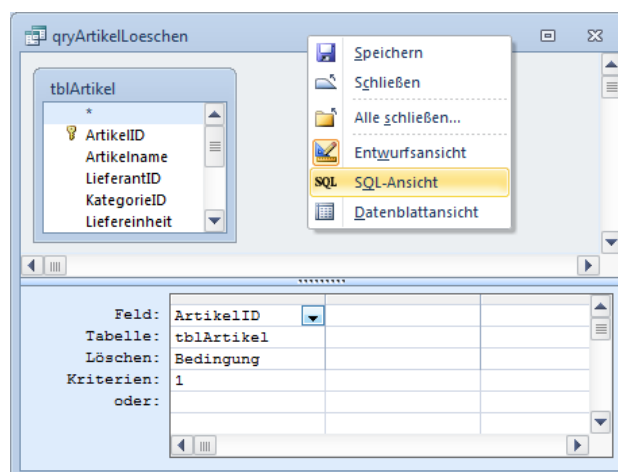 qryArtikelLoeschen
Speichern
Schließen
Alle schließen...
Entwurfsansicht
SQL SQL-Ansicht
Datenblattansicht
tblArtikel
*
ArtikelID
Artikelname
LieferantID
KategorieID
Liefereinheit
Feld: ArtikelID
Tabelle: tblArtikel
Löschen: Bedingung
Kriterien: 1
oder: